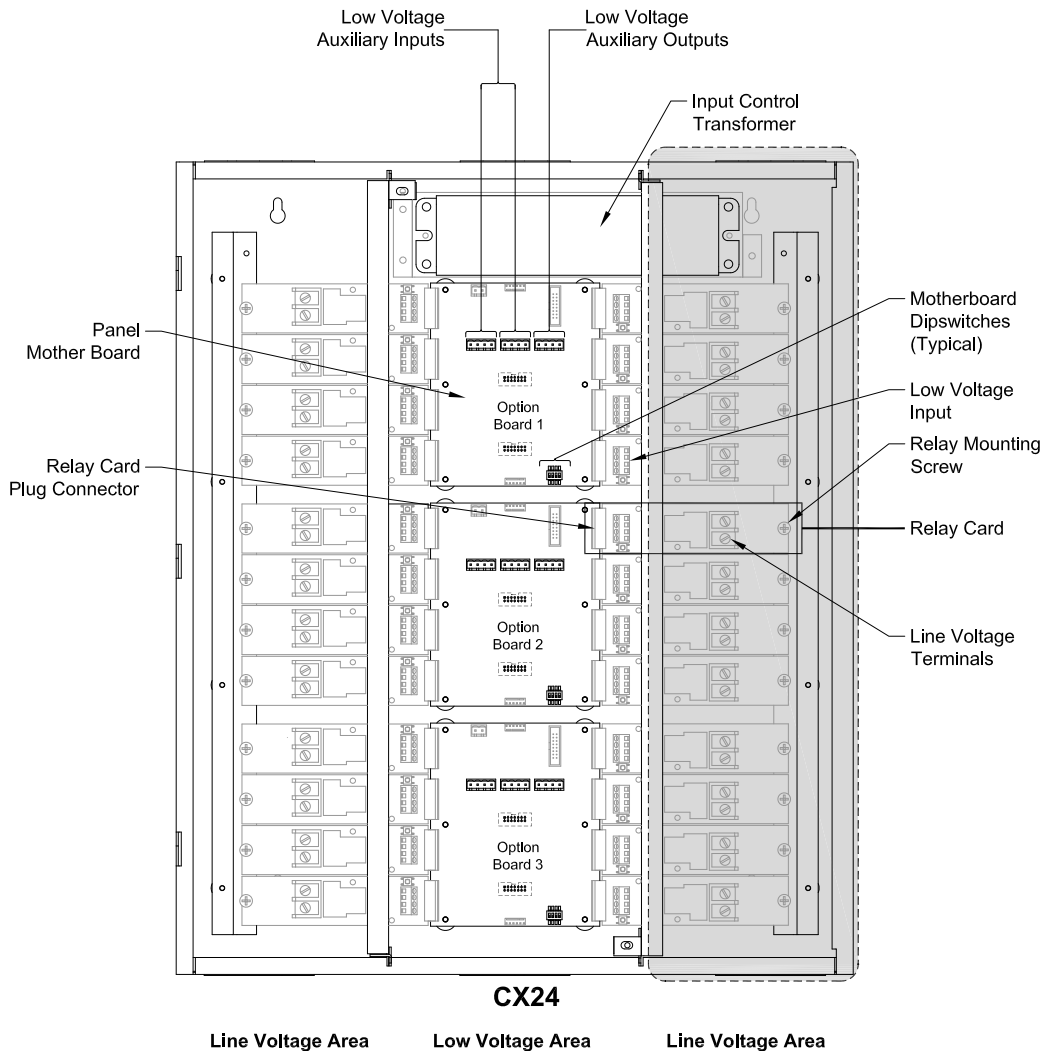 Low Voltage
Auxiliary Inputs
Low Voltage
Auxiliary Outputs
Input Control
Transformer
Panel
Mother Board
Motherboard
Dipswitches
(Typical)
Low Voltage
Input
Option
Board 1
Relay Mounting
Screw
Relay Card
Plug Connector
Relay Card
Option
Board 2
Line Voltage
Terminals
Option
Board 3
CX24
Line Voltage Area
Low Voltage Area
Line Voltage Area